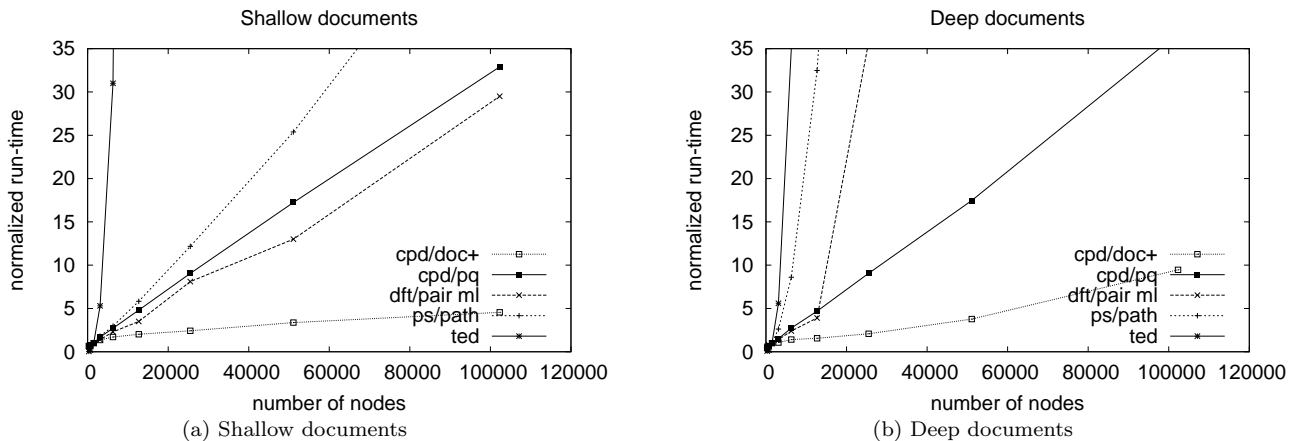 Shallow documents
35
30
25
20
15
10
5
0
normalized run-time
cpd/doc+
cpd/pq
dft/pair ml
ps/path
ted
0 20000 40000 60000 80000 100000 120000
number of nodes
(a) Shallow documents
Deep documents
35
30
25
20
15
10
5
0
normalized run-time
cpd/doc+
cpd/pq
dft/pair ml
ps/path
ted
0 20000 40000 60000 80000 100000 120000
number of nodes
(b) Deep documents